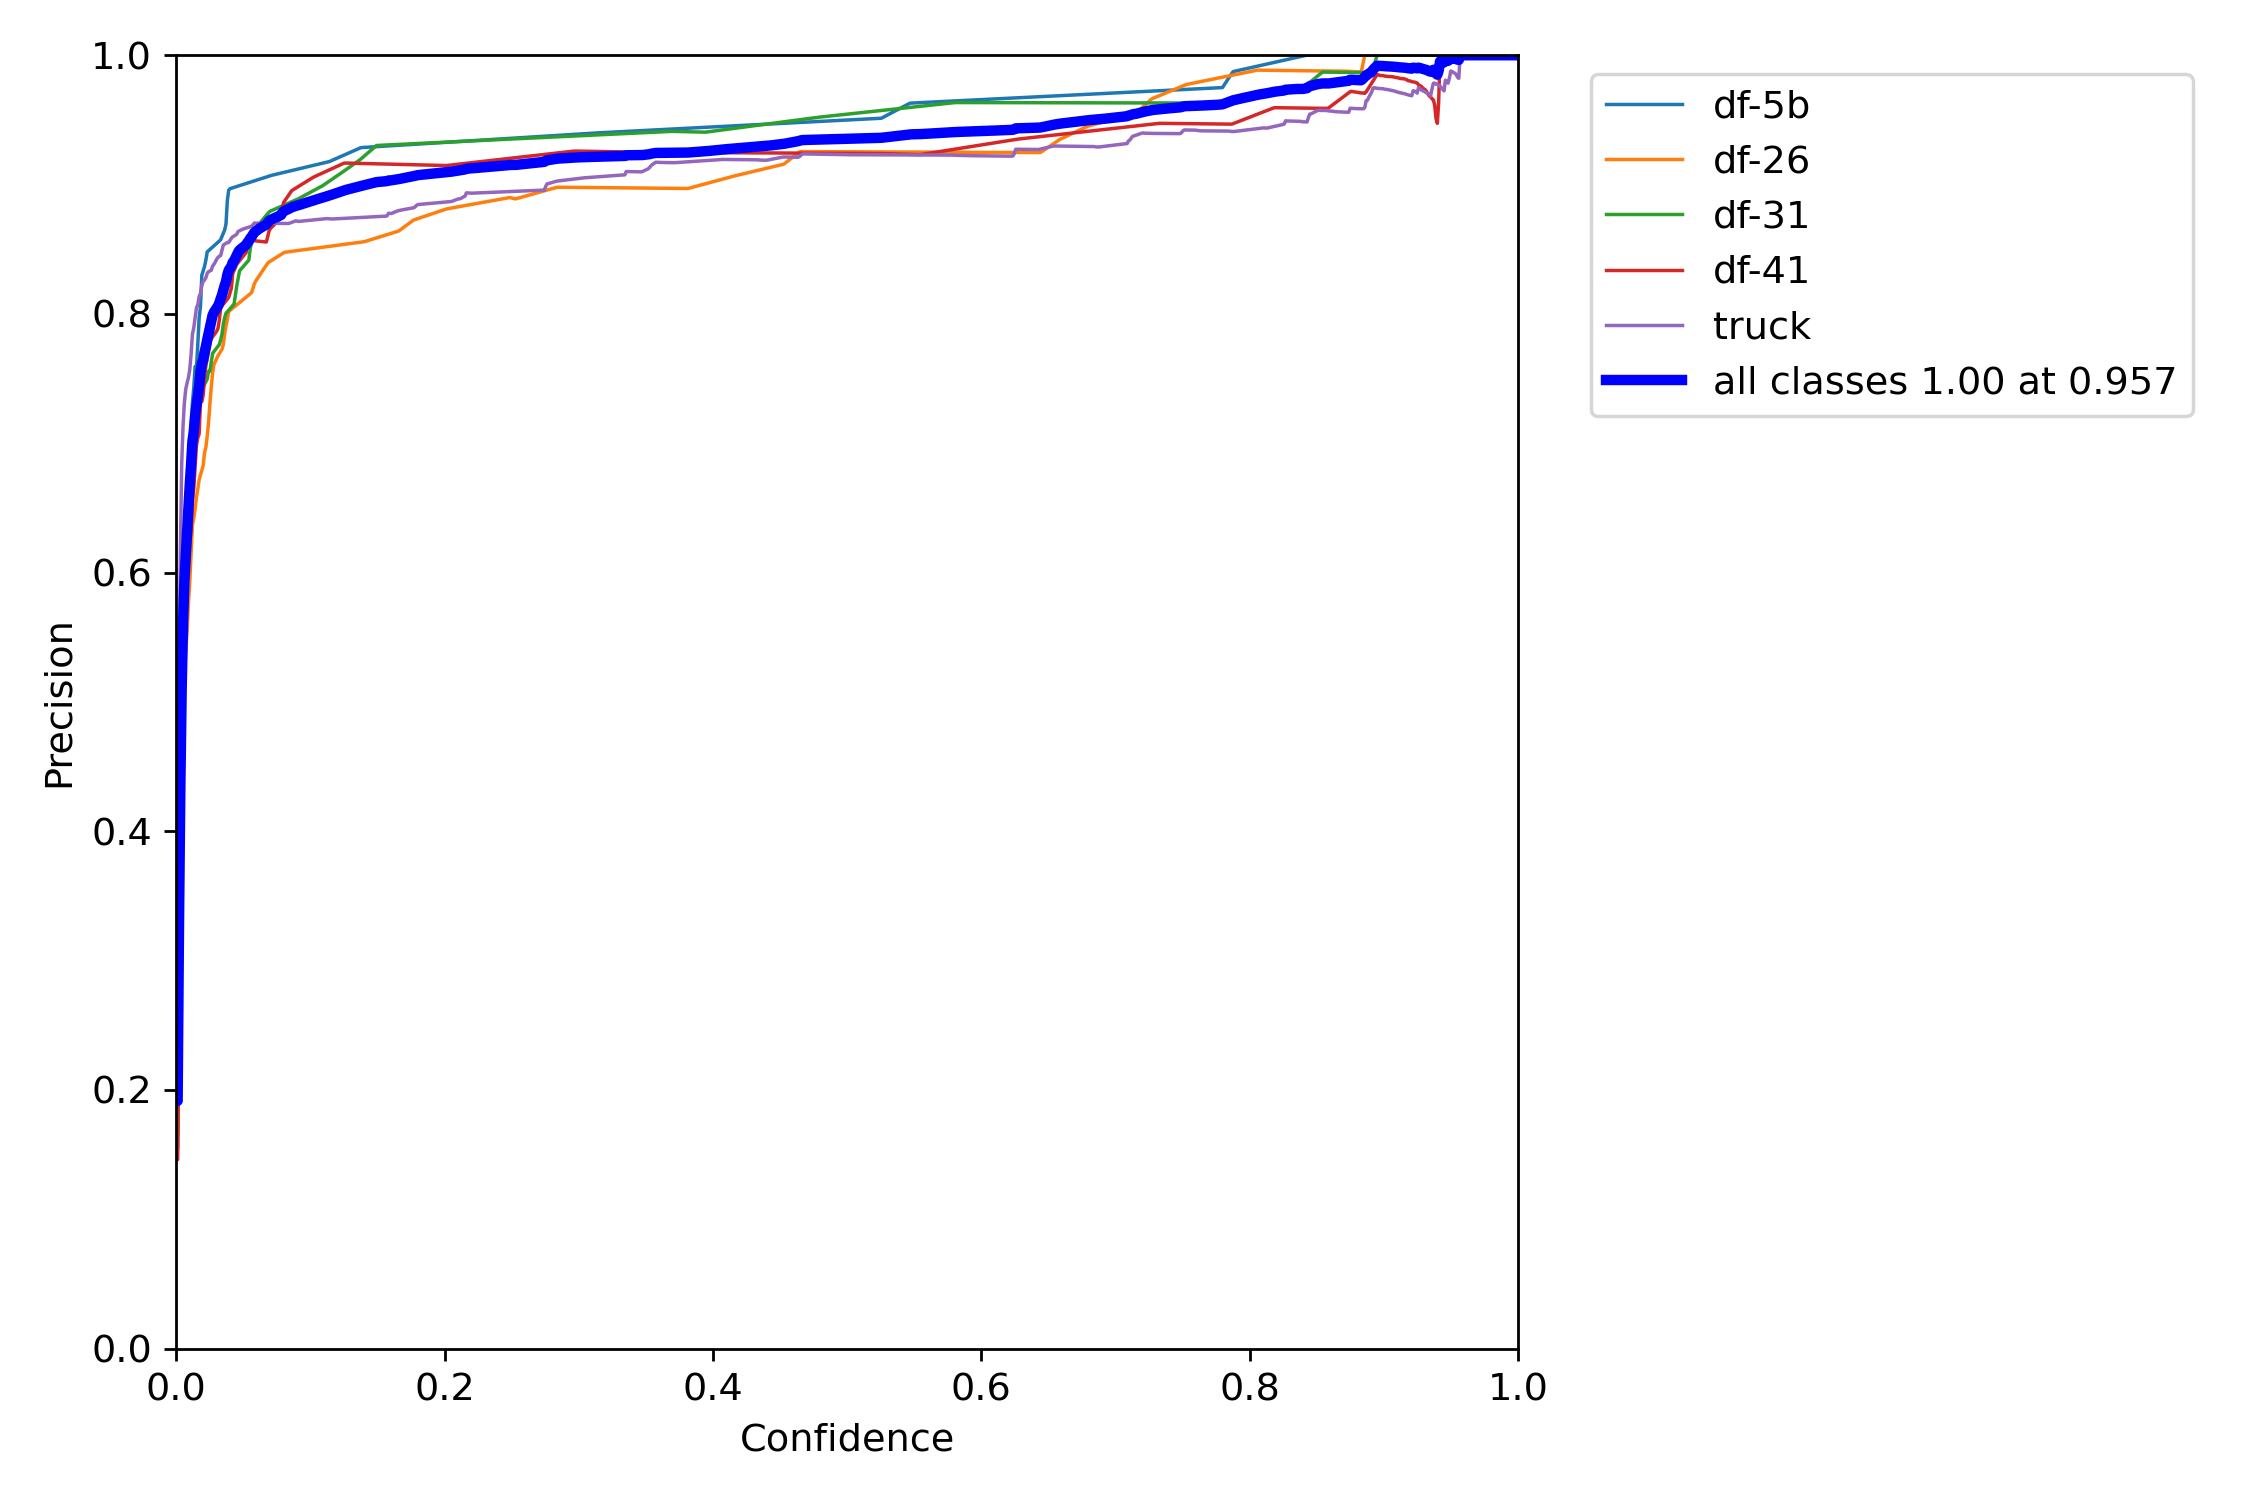 1.0
0.8
0.6
0.4
0.2
0.0
Precision
0.0 0.2 0.4 0.6 0.8 1.0
Confidence
df-5b
df-26
df-31
df-41
truck
all classes 1.00 at 0.957